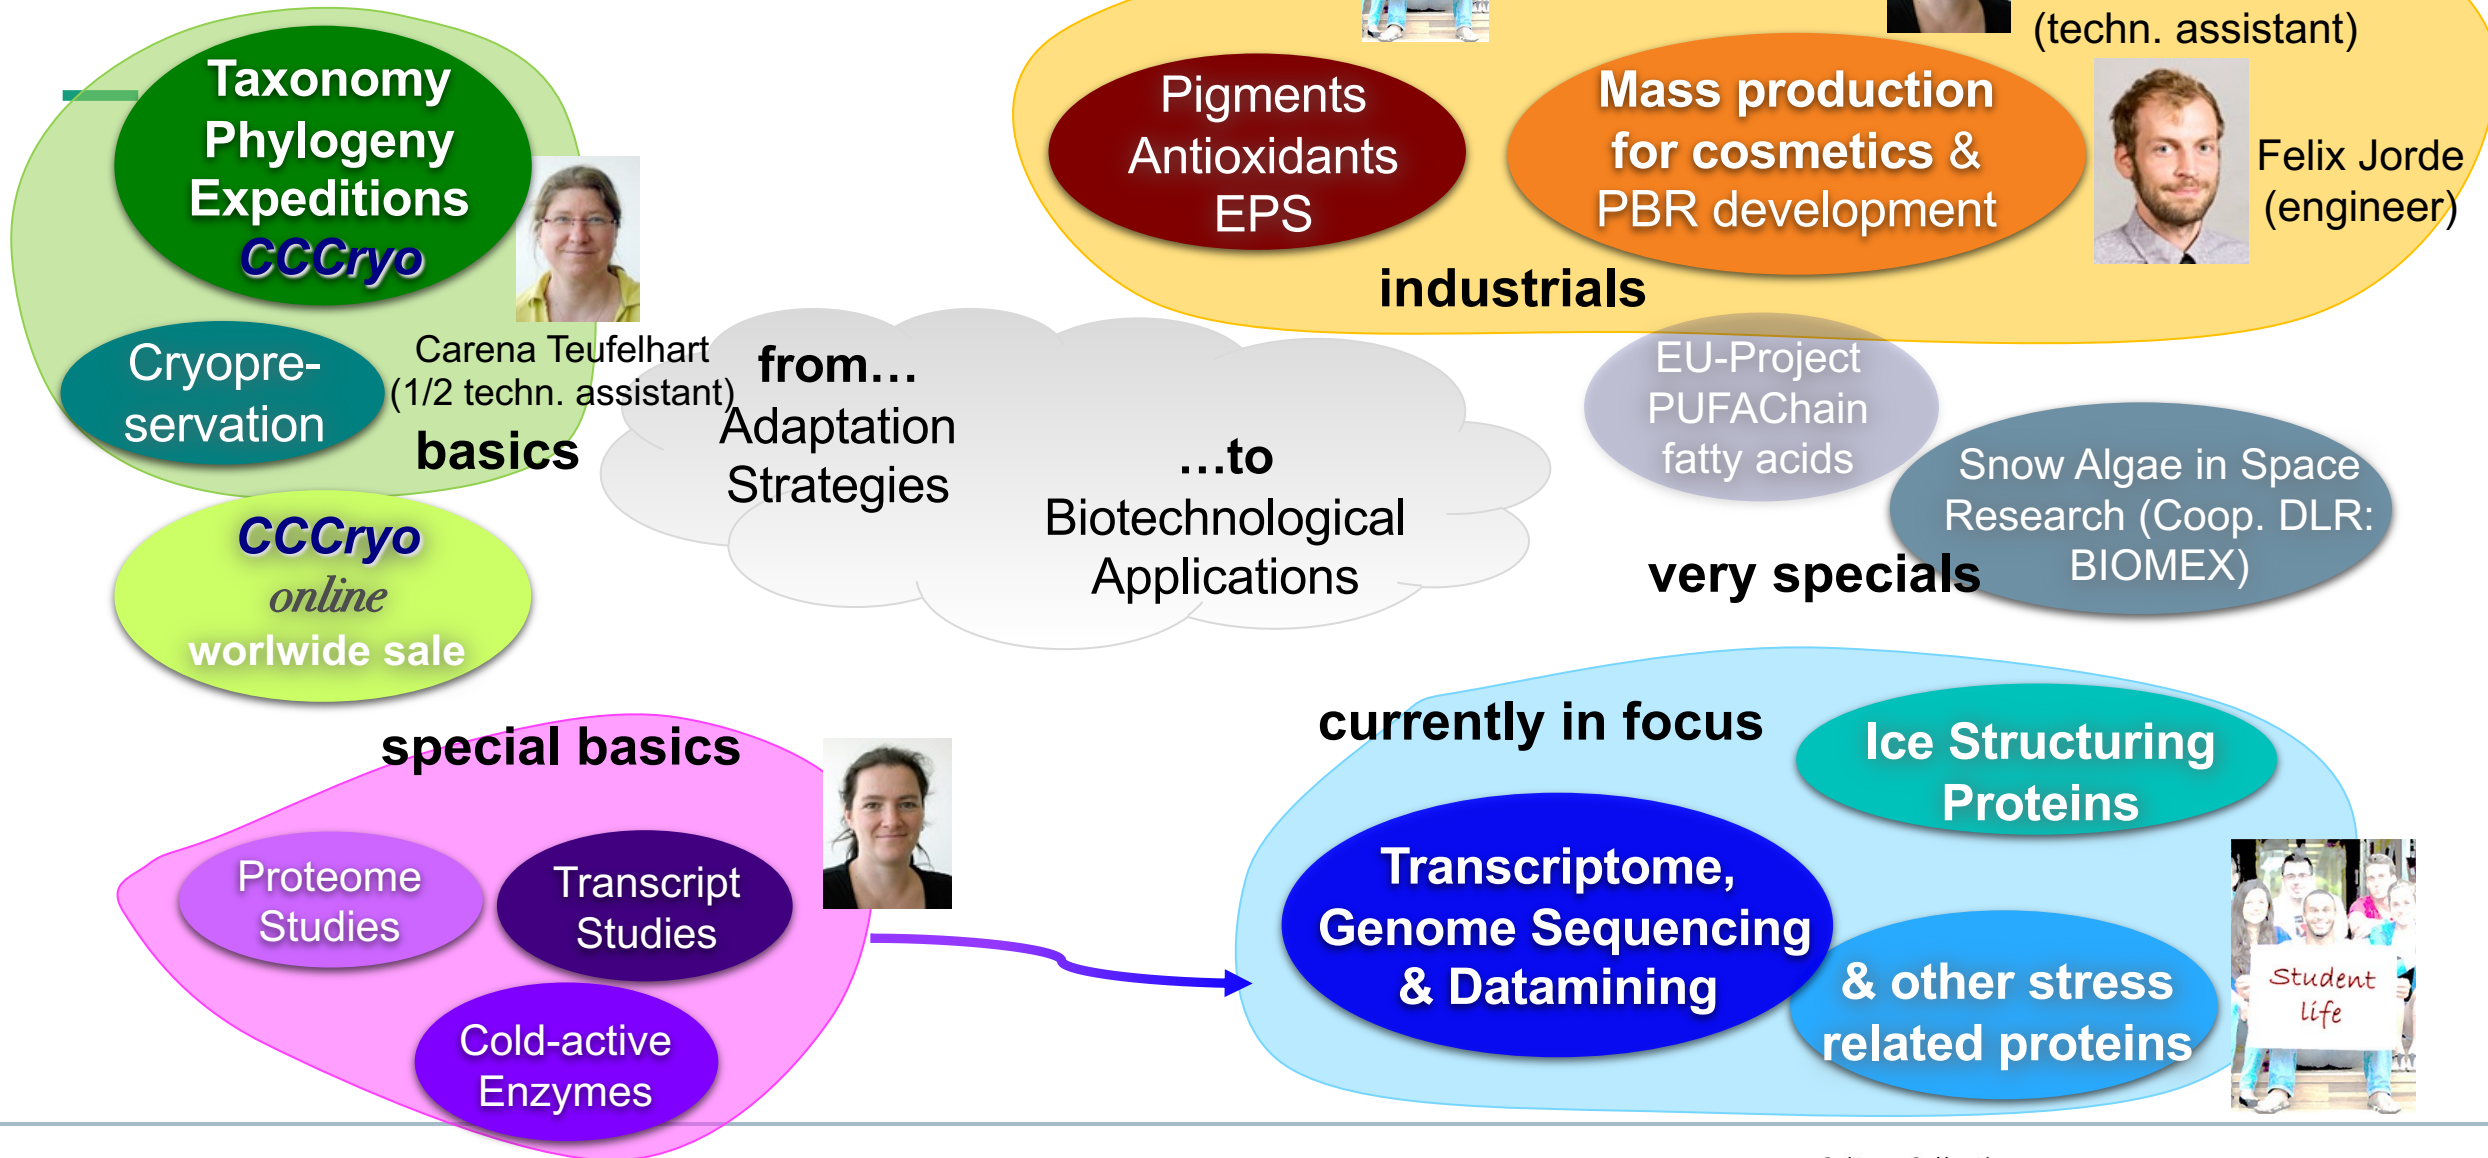 Taxonomy
Phylogeny
Expeditions
CCCryo
Cryopre-
servation
Carena Teufelhart
(1/2 techn. assistant)
basics
CCCryo
online
worlwide sale
from...
Adaptation
Strategies
...to
Biotechnological
Applications
(techn. assistant)
Pigments
Antioxidants
EPS
Mass production
for cosmetics &
PBR development
Felix Jorde
(engineer)
industrials
EU-Project
PUFAChain
fatty acids
Snow Algae in Space
Research (Coop. DLR:
BIOMEX)
very specials
special basics
Proteome
Studies
Transcript
Studies
Cold-active
Enzymes
currently in focus
Ice Structuring
Proteins
Transcriptome,
Genome Sequencing
& Datamining
& other stress
related proteins
Student
life